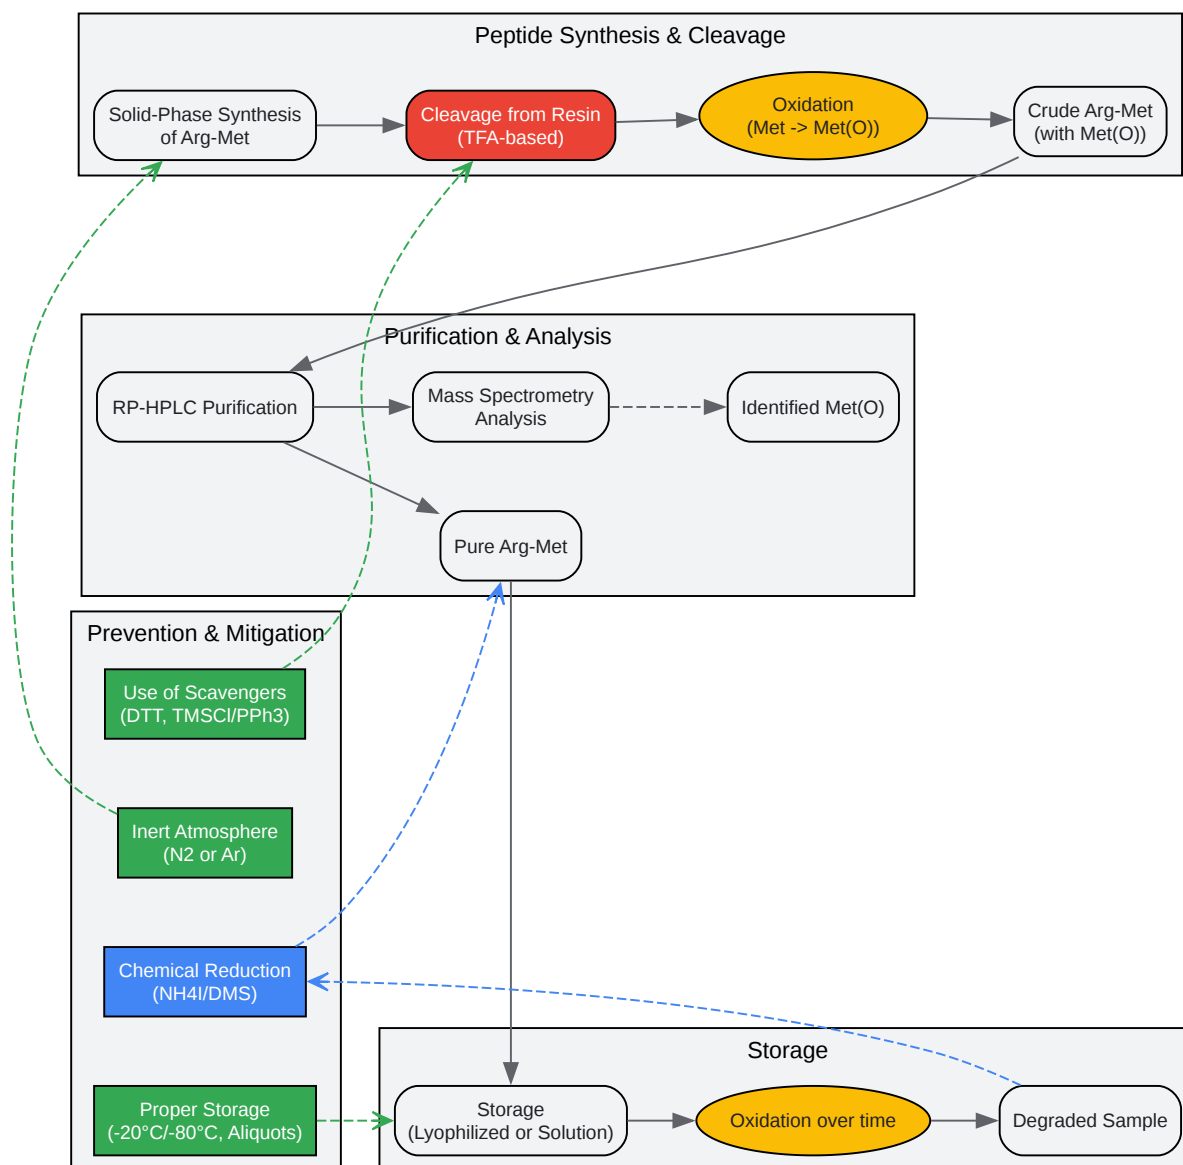 Peptide Synthesis & Cleavage
Solid-Phase Synthesis
of Arg-Met
Cleavage from Resin
(TFA-based)
Oxidation
(Met -> Met(O))
Crude Arg-Met
(with Met(O))
Purification & Analysis
RP-HPLC Purification
Mass Spectrometry
Analysis
Identified Met(O)
Pure Arg-Met
Prevention & Mitigation
Use of Scavengers
(DTT, TMSCl/PPh3)
Inert Atmosphere
(N2 or Ar)
Chemical Reduction
(NH4I/DMS)
Proper Storage
(-20°C/-80°C, Aliquots)
Storage
Storage
(Lyophilized or Solution)
Oxidation over time
Degraded Sample